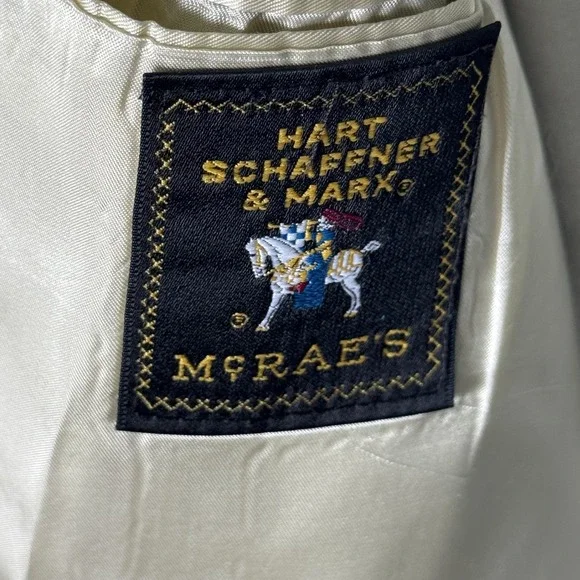 HART
SCHAFFNER
& MARX®
®
McRAE'S